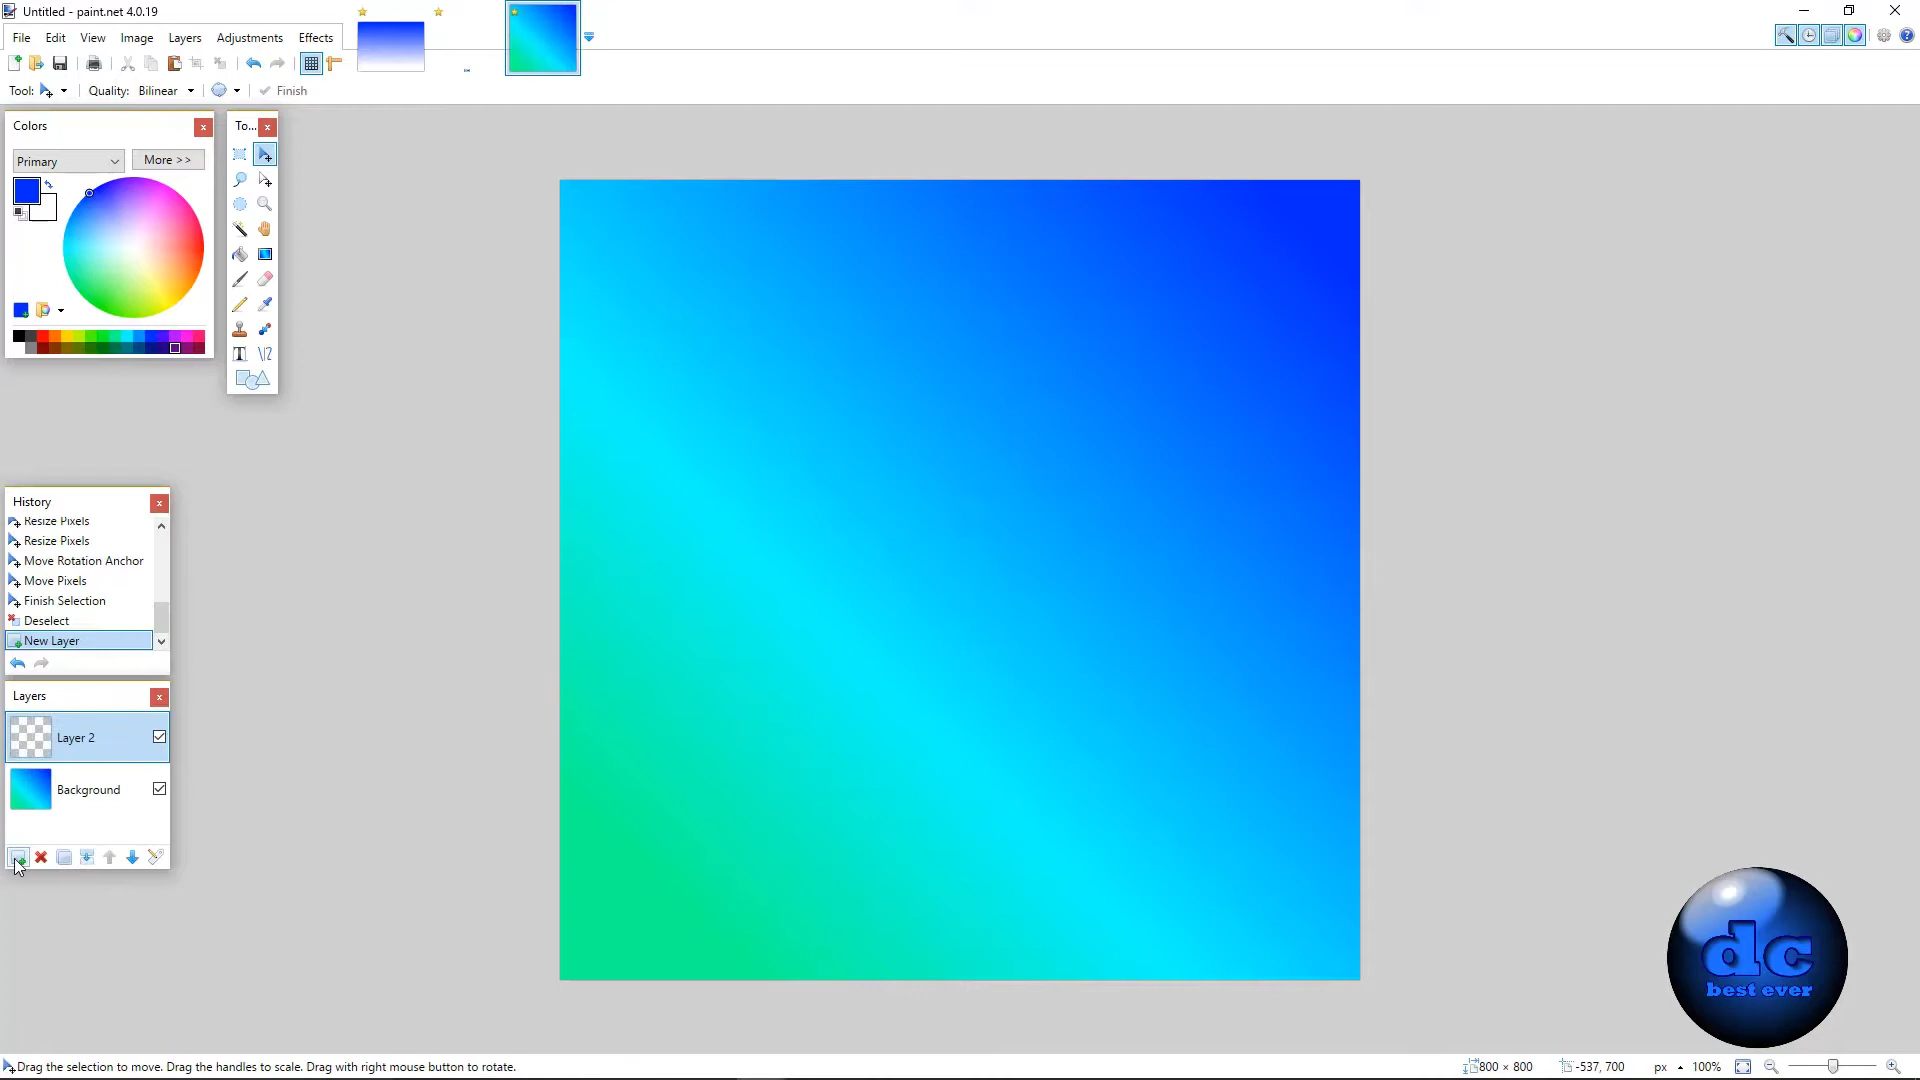 Untitled - paint.net 4.0.19
File Edit View Image Layers Adjustments Effects
Tool: Quality: Bilinear Finish
Colors
Primary More >>
To...
History
Resize Pixels
Resize Pixels
Move Rotation Anchor
Move Pixels
Finish Selection
Deselect
New Layer
Layers
Layer 2
Background
dc
best ever
Drag the selection to move. Drag the handles to scale. Drag with right mouse button to rotate. 800 × 800 -537, 700 px 100%